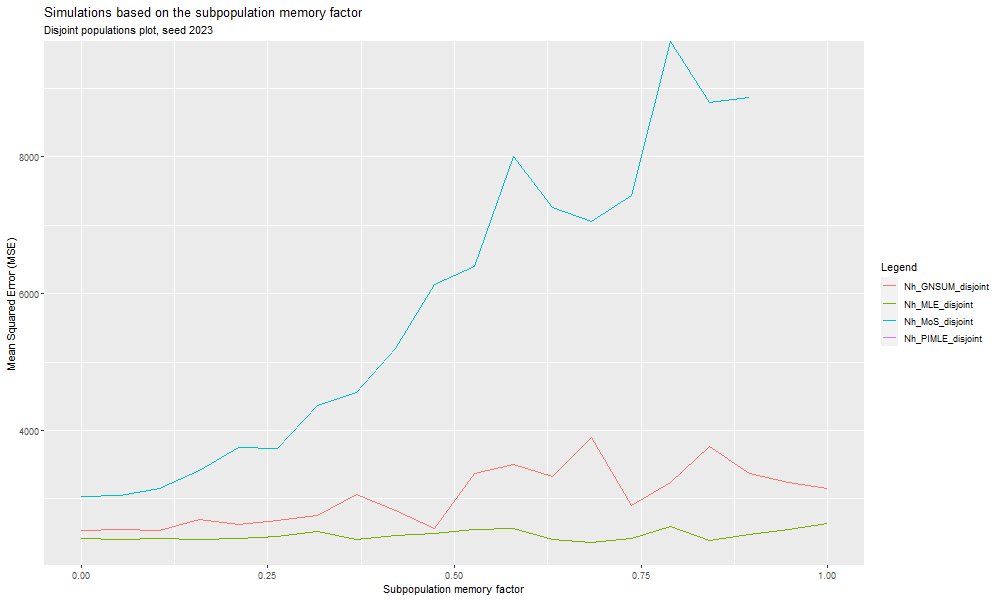 Simulations based on the subpopulation memory factor
Disjoint populations plot, seed 2023
Mean Squared Error (MSE)
8000
6000
4000
0.00
0.25
0.50
0.75
1.00
Subpopulation memory factor
Legend
Nh_GNSUM_disjoint
Nh_MLE_disjoint
Nh_MoS_disjoint
Nh_PIMLE_disjoint